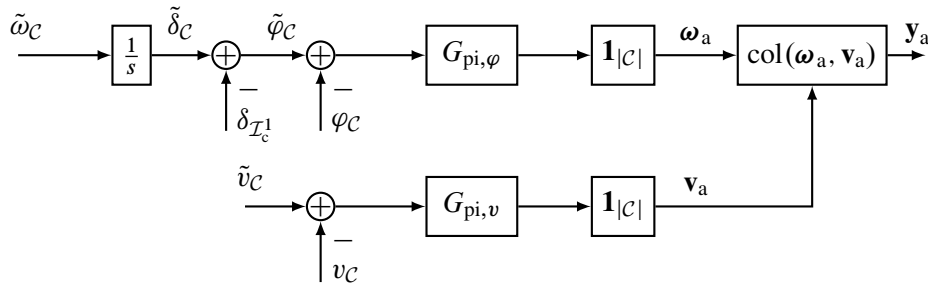 ω̃_𝒞
1/s
δ̃_𝒞
+
−
δ_{ℐ_c^1}
φ̃_𝒞
+
−
φ_𝒞
G_{pi,φ}
𝟏_{|𝒞|}
𝛚_a
col(𝛚_a, 𝐯_a)
𝐲_a
ṽ_𝒞
+
−
v_𝒞
G_{pi,v}
𝟏_{|𝒞|}
𝐯_a